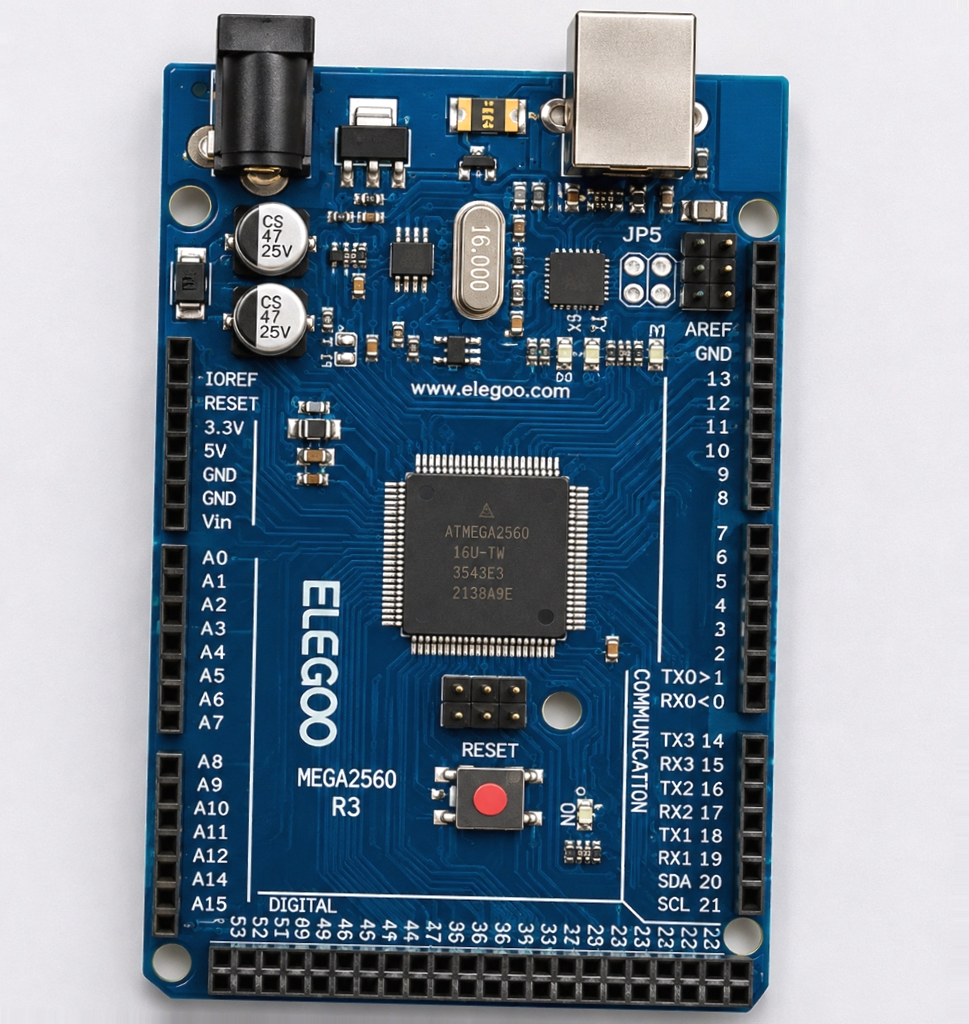 CS
47
25V
CS
47
25V
16.000
JP5
www.elegoo.com
IOREF
RESET
3.3V
5V
GND
GND
Vin
A0
A1
A2
A3
A4
A5
A6
A7
A8
A9
A10
A11
A12
A14
A15
AREF
GND
13
12
11
10
9
8
7
6
5
4
3
2
TX0>1
RX0<0
TX3 14
RX3 15
TX2 16
RX2 17
TX1 18
RX1 19
SDA 20
SCL 21
COMMUNICATION
ATMEGA2560
16U-TW
3543E3
2138A9E
ELEGOO
MEGA2560
R3
RESET
ON
DIGITAL
53 52 51